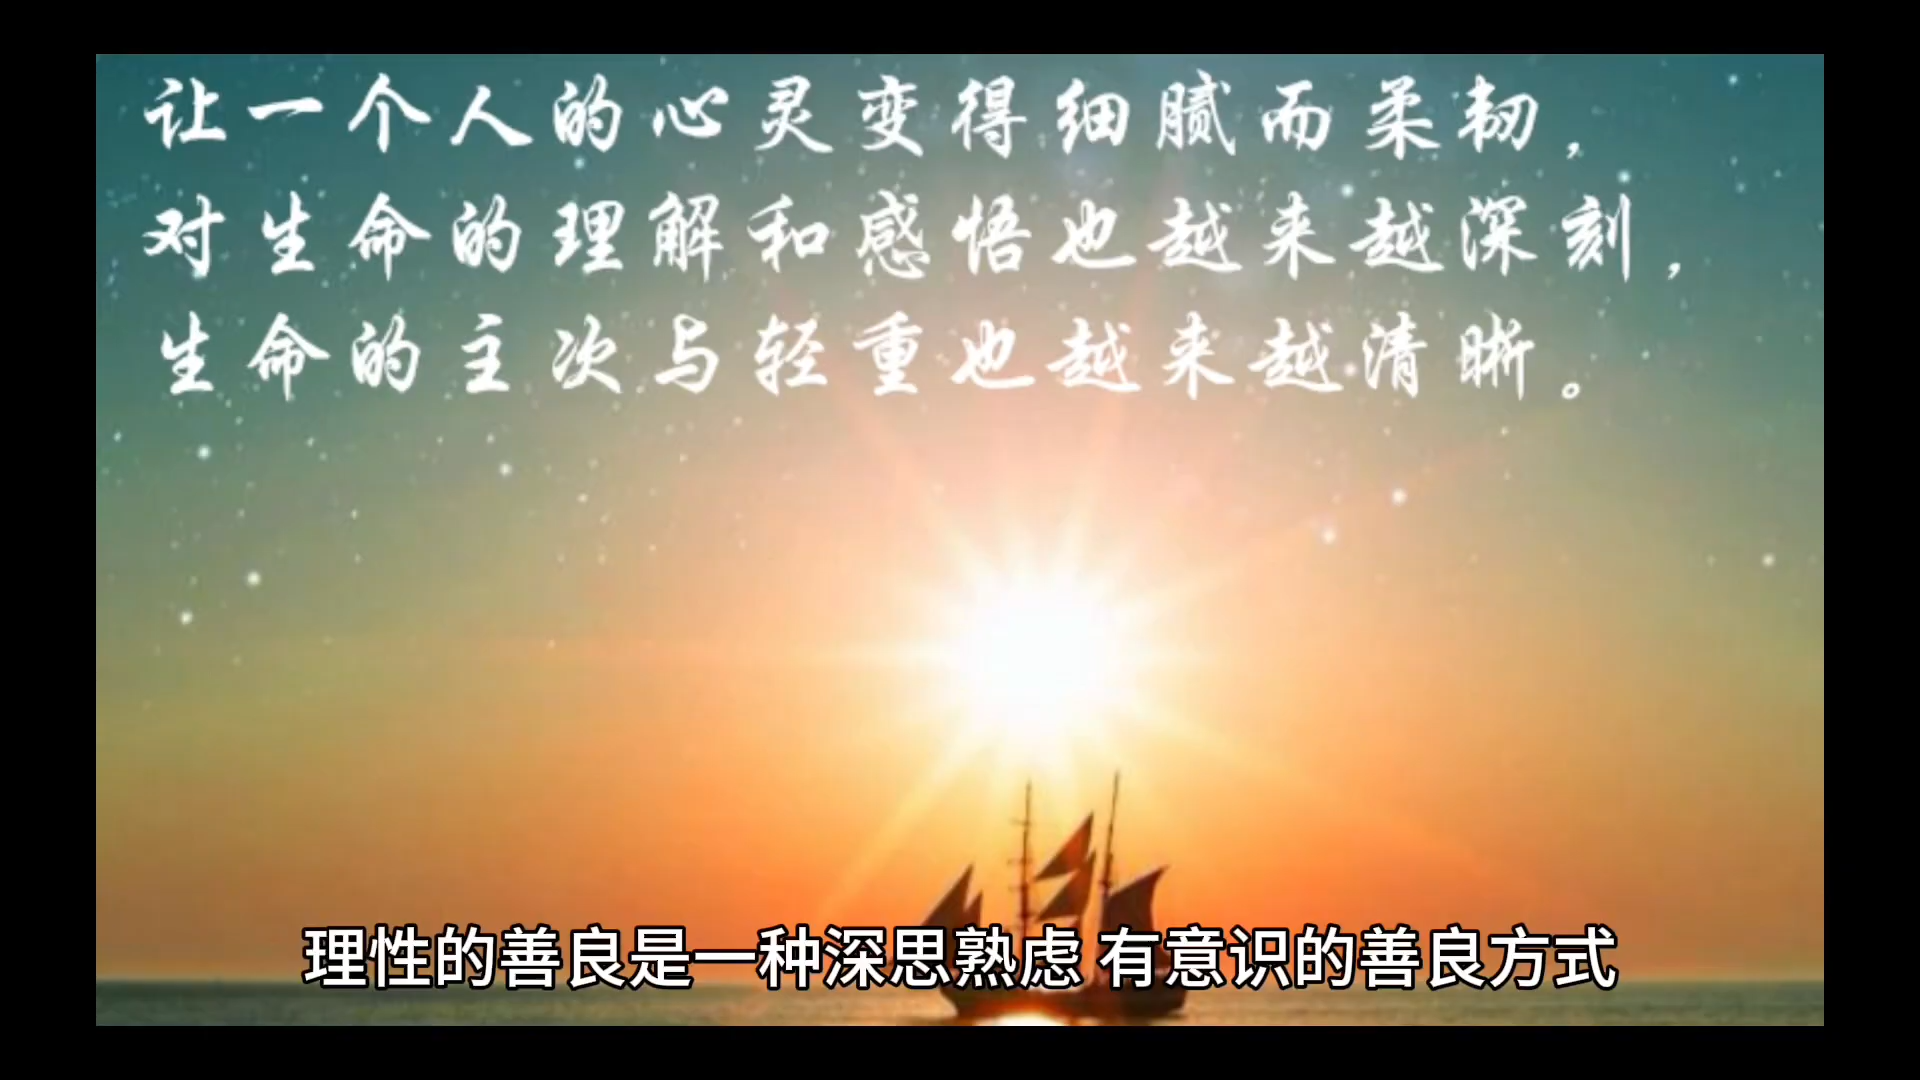 让一个人的心灵变得细腻而柔韧，
对生命的理解和感悟也越来越深刻，
生命的主次与轻重也越来越清晰。
理性的善良是一种深思熟虑 有意识的善良方式